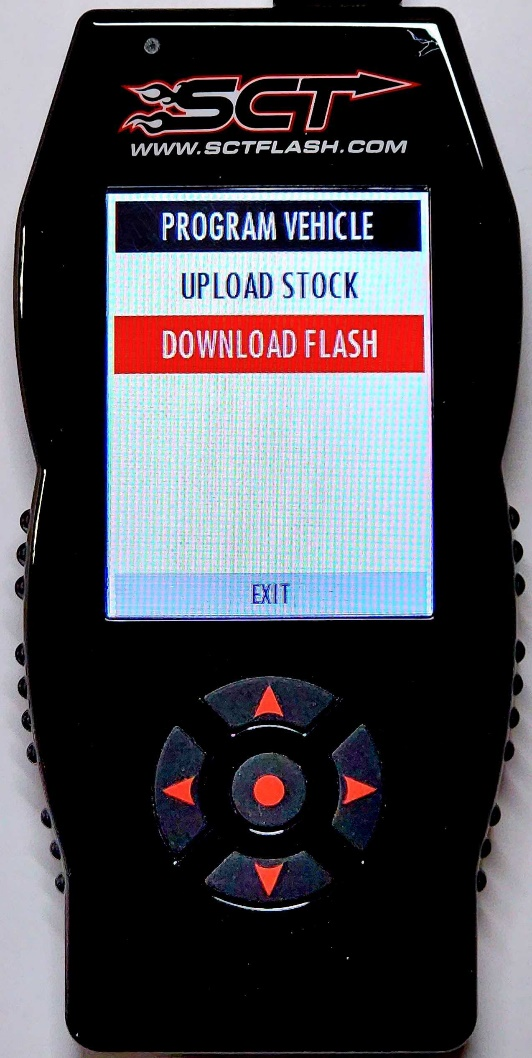 SCT
WWW.SCTFLASH.COM
PROGRAM VEHICLE
UPLOAD STOCK
DOWNLOAD FLASH
EXIT